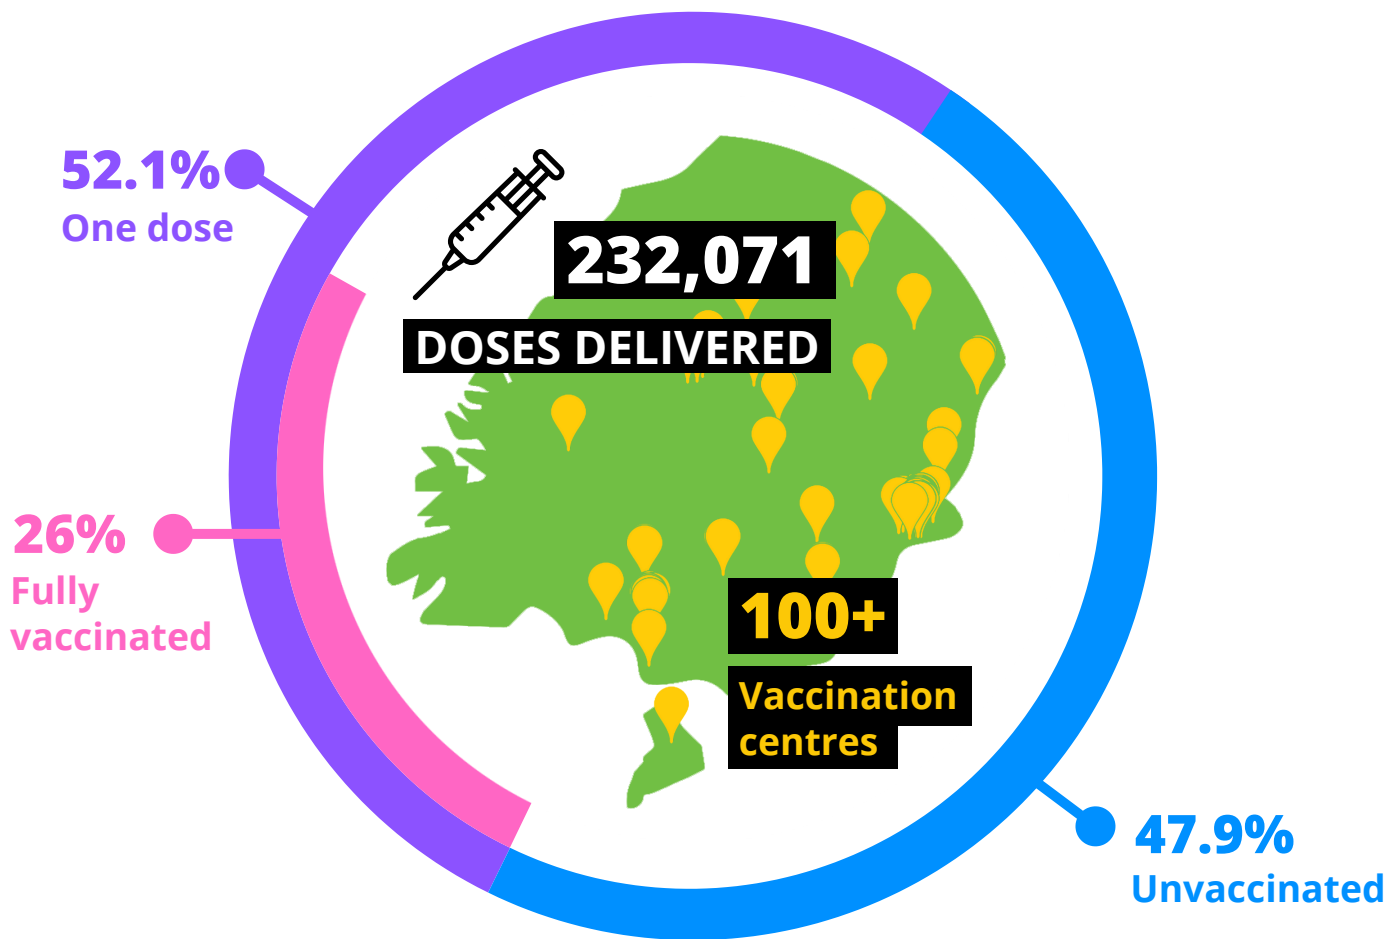 52.1%
One dose
232,071
DOSES DELIVERED
26%
Fully
vaccinated
100+
Vaccination
centres
47.9%
Unvaccinated